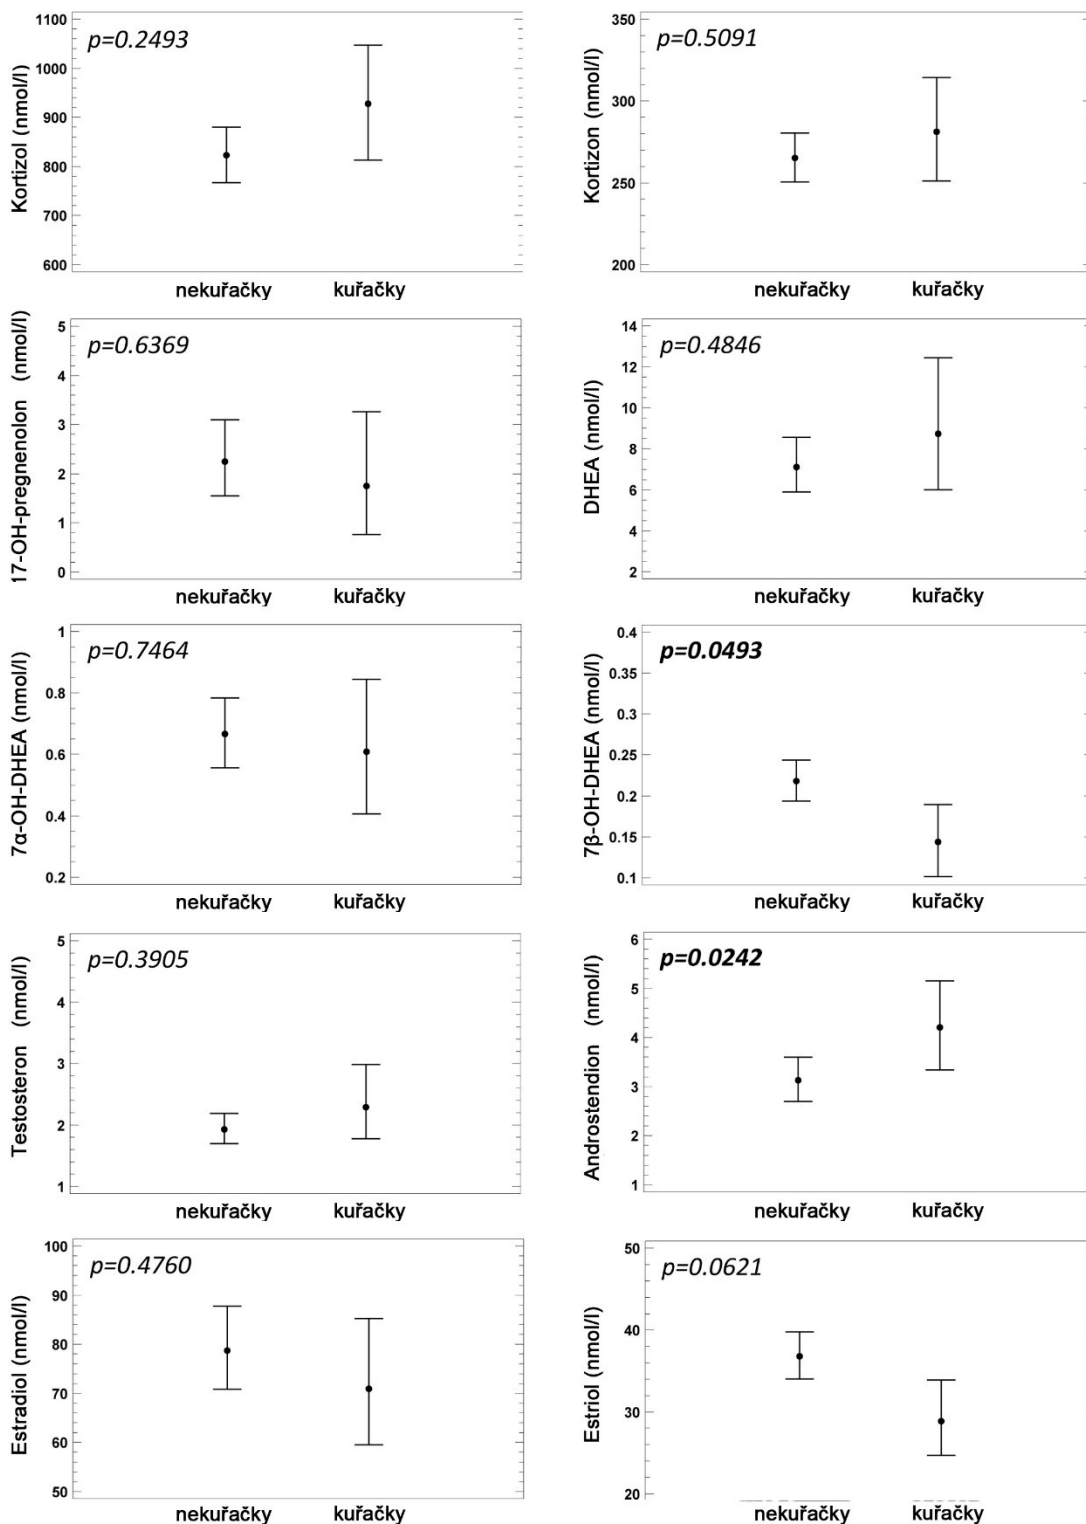 Kortizol (nmol/l)
p=0.2493
1100
1000
900
800
700
600
nekuřačky kuřačky
Kortizon (nmol/l)
p=0.5091
350
300
250
200
nekuřačky kuřačky
17-OH-pregnenolon (nmol/l)
p=0.6369
5
4
3
2
1
0
nekuřačky kuřačky
DHEA (nmol/l)
p=0.4846
14
12
10
8
6
4
2
nekuřačky kuřačky
7α-OH-DHEA (nmol/l)
p=0.7464
1
0.8
0.6
0.4
0.2
nekuřačky kuřačky
7β-OH-DHEA (nmol/l)
p=0.0493
0.4
0.35
0.3
0.25
0.2
0.15
0.1
nekuřačky kuřačky
Testosteron (nmol/l)
p=0.3905
5
4
3
2
1
nekuřačky kuřačky
Androstendion (nmol/l)
p=0.0242
6
5
4
3
2
1
nekuřačky kuřačky
Estradiol (nmol/l)
p=0.4760
100
90
80
70
60
50
nekuřačky kuřačky
Estriol (nmol/l)
p=0.0621
50
40
30
20
nekuřačky kuřačky